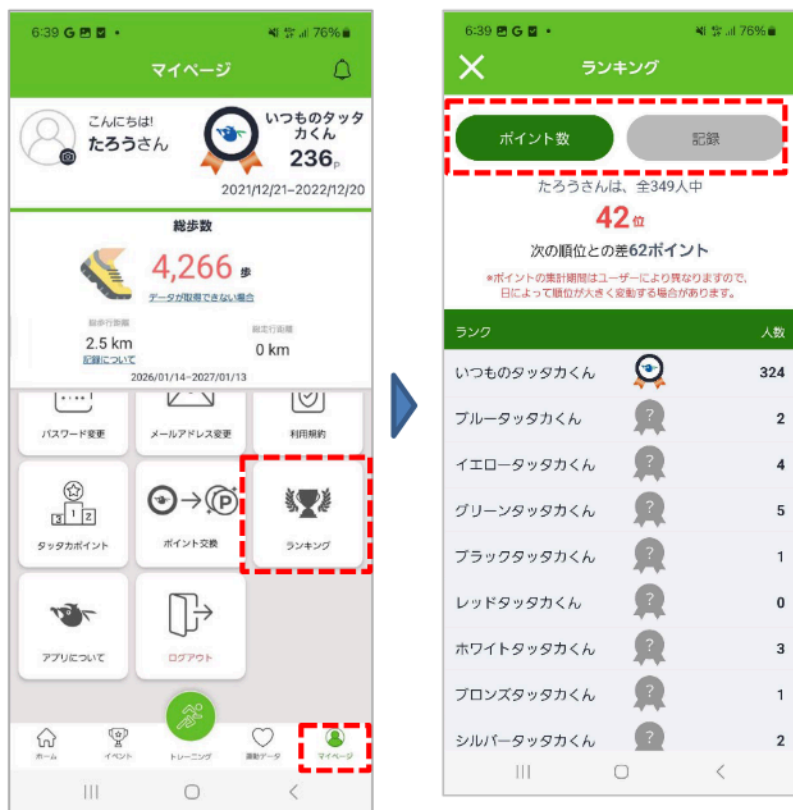 6:39 G
76%
マイページ
こんにちは!
たろうさん
いつものタッタ
カくん
236P
2021/12/21–2022/12/20
総歩数
4,266 歩
データが取得できない場合
総歩行距離
2.5 km
記録について
総走行距離
0 km
2026/01/14–2027/01/13
パスワード変更
メールアドレス変更
利用規約
3 1 2
タッタカポイント
P
ポイント交換
ランキング
アプリについて
ログアウト
ホーム
イベント
トレーニング
運動データ
マイページ
6:39 G
76%
ランキング
ポイント数
記録
たろうさんは、全349人中
42位
次の順位との差62ポイント
*ポイントの集計期間はユーザーにより異なりますので、
日によって順位が大きく変動する場合があります。
ランク 人数
いつものタッタカくん 324
ブルータッタカくん ? 2
イエロータッタカくん ? 4
グリーンタッタカくん ? 5
ブラックタッタカくん ? 1
レッドタッタカくん ? 0
ホワイトタッタカくん ? 3
ブロンズタッタカくん ? 1
シルバータッタカくん ? 2